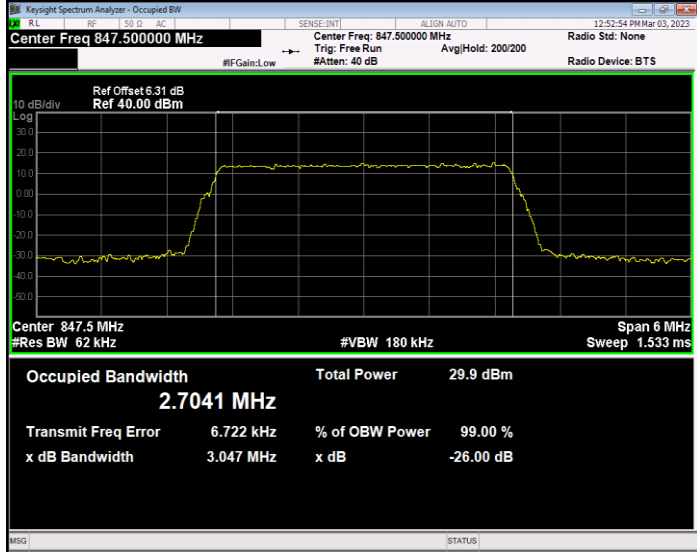 Keysight Spectrum Analyzer - Occupied BW
RL RF 50 Ω AC SENSE:INT ALIGN AUTO 12:52:54 PM Mar 03, 2023
Center Freq 847.500000 MHz Center Freq: 847.500000 MHz Radio Std: None
Trig: Free Run Avg|Hold: 200/200
#IFGain:Low #Atten: 40 dB Radio Device: BTS
Ref Offset 6.31 dB
10 dB/div Ref 40.00 dBm
Log
30.0
20.0
10.0
0.00
-10.0
-20.0
-30.0
-40.0
-50.0
Center 847.5 MHz Span 6 MHz
#Res BW 62 kHz #VBW 180 kHz Sweep 1.533 ms
Occupied Bandwidth Total Power 29.9 dBm
2.7041 MHz
Transmit Freq Error 6.722 kHz % of OBW Power 99.00 %
x dB Bandwidth 3.047 MHz x dB -26.00 dB
MSG STATUS